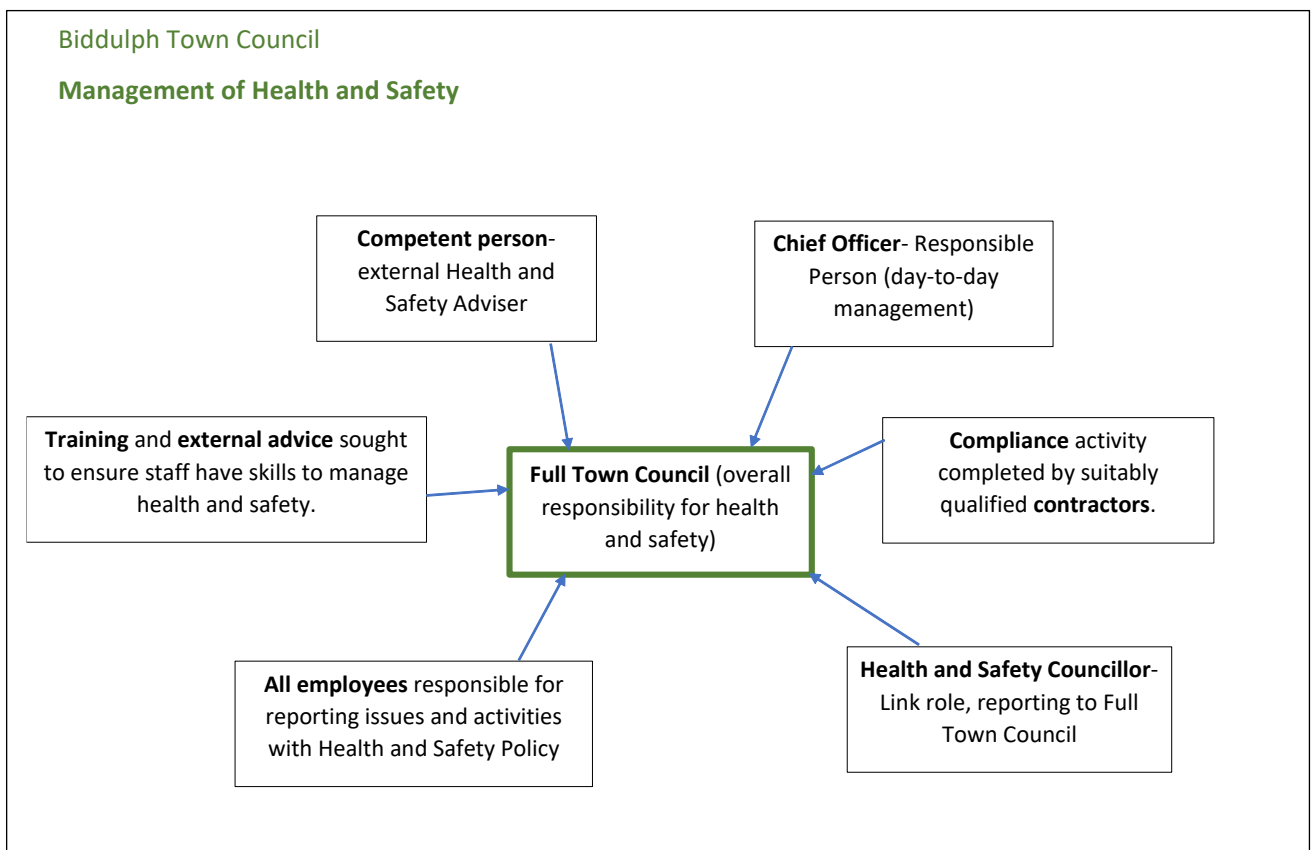 Biddulph Town Council
Management of Health and Safety
Competent person-
external Health and
Safety Adviser
Chief Officer- Responsible
Person (day-to-day
management)
Training and external advice sought
to ensure staff have skills to manage
health and safety.
Full Town Council (overall
responsibility for health
and safety)
Compliance activity
completed by suitably
qualified contractors.
All employees responsible for
reporting issues and activities
with Health and Safety Policy
Health and Safety Councillor-
Link role, reporting to Full
Town Council